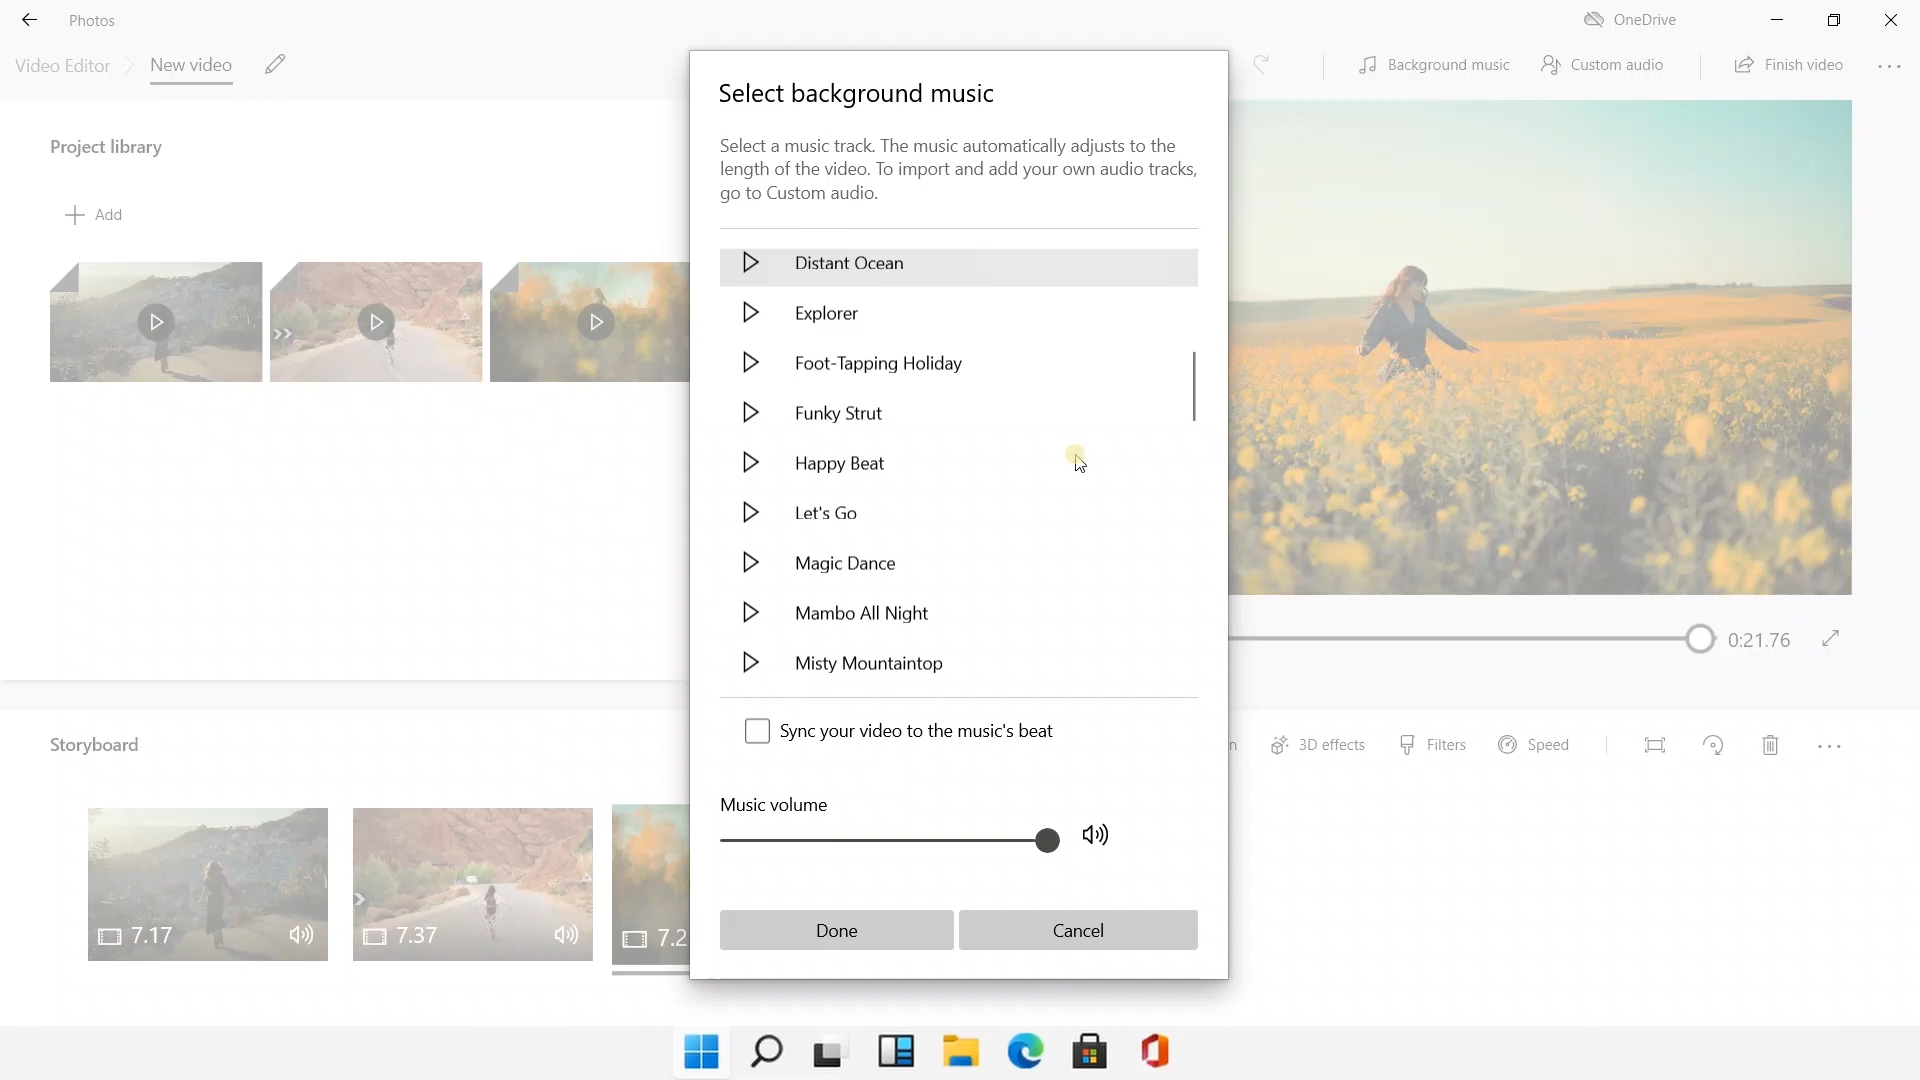 Photos
OneDrive
Video Editor
New video
Background music
Custom audio
Finish video
Project library
Add
Select background music
Select a music track. The music automatically adjusts to the
length of the video. To import and add your own audio tracks,
go to Custom audio.
Distant Ocean
Explorer
Foot-Tapping Holiday
Funky Strut
Happy Beat
Let's Go
Magic Dance
Mambo All Night
Misty Mountaintop
Sync your video to the music's beat
Music volume
Done
Cancel
0:21.76
Storyboard
n
3D effects
Filters
Speed
7.17
7.37
7.2